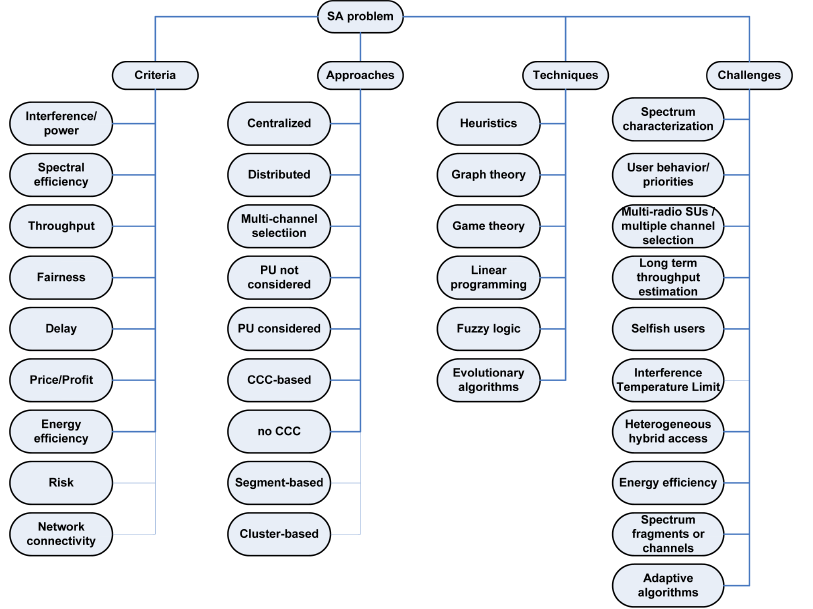 SA problem
Criteria
Approaches
Techniques
Challenges
Interference/
power
Spectral
efficiency
Throughput
Fairness
Delay
Price/Profit
Energy
efficiency
Risk
Network
connectivity
Centralized
Distributed
Multi-channel
selectiion
PU not
considered
PU considered
CCC-based
no CCC
Segment-based
Cluster-based
Heuristics
Graph theory
Game theory
Linear
programming
Fuzzy logic
Evolutionary
algorithms
Spectrum
characterization
User behavior/
priorities
Multi-radio SUs /
multiple channel
selection
Long term
throughput
estimation
Selfish users
Interference
Temperature Limit
Heterogeneous
hybrid access
Energy efficiency
Spectrum
fragments or
channels
Adaptive
algorithms